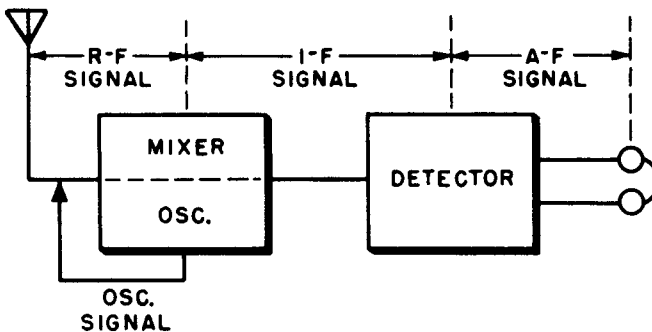 R-F
SIGNAL
I-F
SIGNAL
A-F
SIGNAL
MIXER
OSC.
DETECTOR
OSC.
SIGNAL